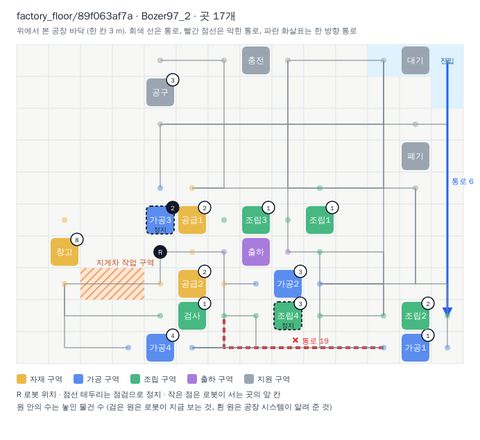 factory_floor/89f063af7a · Bozer97_2 · 곳 17개
위에서 본 공장 바닥 (한 칸 3 m). 회색 선은 통로, 빨간 점선은 막힌 통로, 파란 화살표는 한 방향 통로
충전
대기
진입
3
공구
폐기
통로 6
2
2
1
1
가공3
공급1
조립3
조립1
정지
8
R
창고
출하
지게차 작업 구역
2
3
공급2
가공2
1
3
2
검사
조립4
조립2
정지
4
통로 19
1
가공4
가공1
자재 구역
가공 구역
조립 구역
출하 구역
지원 구역
R 로봇 위치 · 점선 테두리는 점검으로 정지 · 작은 점은 로봇이 서는 곳의 앞 칸
원 안의 수는 놓인 물건 수 (검은 원은 로봇이 지금 보는 것, 흰 원은 공장 시스템이 알려 준 것)